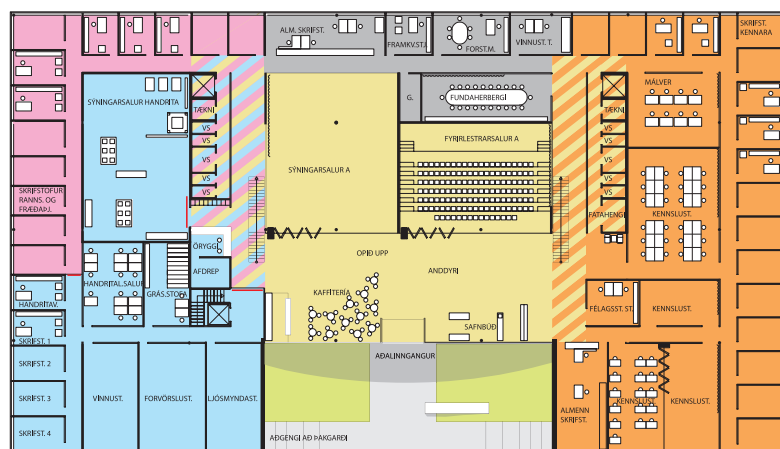 ALM. SKRIFST.
FRAMKV.STJ.
FORST.M.
VINNUST. T.
SKRIFST.
KENNARA
MÁLVER
SÝNINGARSALUR HANDRITA
TÆKNI
VS
VS
VS
VS
VS
G.
FUNDAHERBERGI
TÆKNI
VS
VS
VS
VS
VS
FYRIRLESTRARSALUR A
SÝNINGARSALUR A
SKRIFSTOFUR
RANNS. OG
FRÆÐAÞJ.
FATAHENGI
KENNSLUST.
ÖRYGGI
OPIÐ UPP
ANDDYRI
AFDREP
HANDRITAL.SALUR
GRÁS.STOFA
KAFFITERÍA
HANDRITAV.
FÉLAGSST. ST.
KENNSLUST.
SAFNBÚÐ
SKRIFST. 1
AÐALINNGANGUR
SKRIFST. 2
VINNUST.
FORVÖRSLUST.
LJÓSMYNDAST.
KENNSLUST.
KENNSLUST.
SKRIFST. 3
ALMENN
SKRIFST.
SKRIFST. 4
AÐGENGI AÐ ÞAKGARÐI